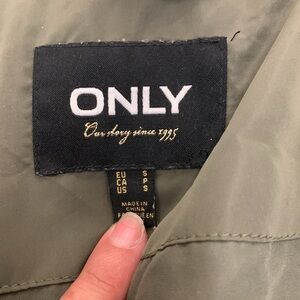 ONLY
Our story since 1995
EU S
CA P
US S
MADE IN
CHINA